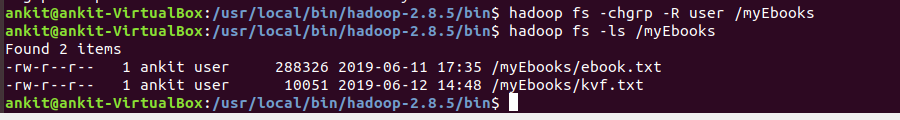 ankit@ankit-VirtualBox:/usr/local/bin/hadoop-2.8.5/bin$ hadoop fs -chgrp -R user /myEbooks
ankit@ankit-VirtualBox:/usr/local/bin/hadoop-2.8.5/bin$ hadoop fs -ls /myEbooks
Found 2 items
-rw-r--r--   1 ankit user     288326 2019-06-11 17:35 /myEbooks/ebook.txt
-rw-r--r--   1 ankit user      10051 2019-06-12 14:48 /myEbooks/kvf.txt
ankit@ankit-VirtualBox:/usr/local/bin/hadoop-2.8.5/bin$